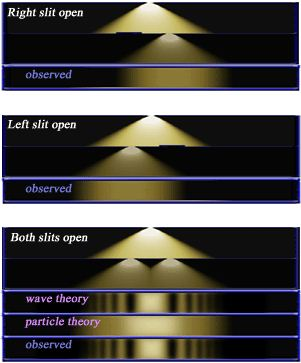 Right slit open
observed
Left slit open
observed
Both slits open
wave theory
particle theory
observed